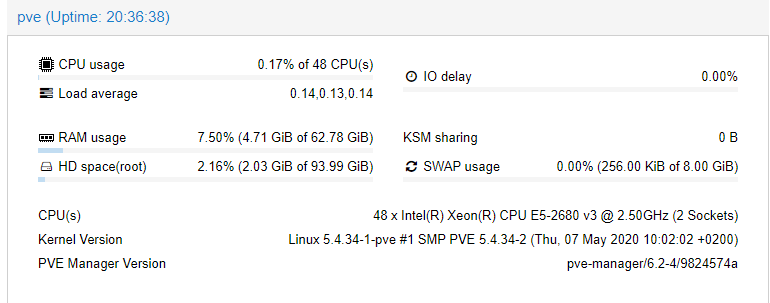 pve (Uptime: 20:36:38)
CPU usage 0.17% of 48 CPU(s)
IO delay 0.00%
Load average 0.14,0.13,0.14
RAM usage 7.50% (4.71 GiB of 62.78 GiB)
KSM sharing 0 B
HD space(root) 2.16% (2.03 GiB of 93.99 GiB)
SWAP usage 0.00% (256.00 KiB of 8.00 GiB)
CPU(s) 48 x Intel(R) Xeon(R) CPU E5-2680 v3 @ 2.50GHz (2 Sockets)
Kernel Version Linux 5.4.34-1-pve #1 SMP PVE 5.4.34-2 (Thu, 07 May 2020 10:02:02 +0200)
PVE Manager Version pve-manager/6.2-4/9824574a